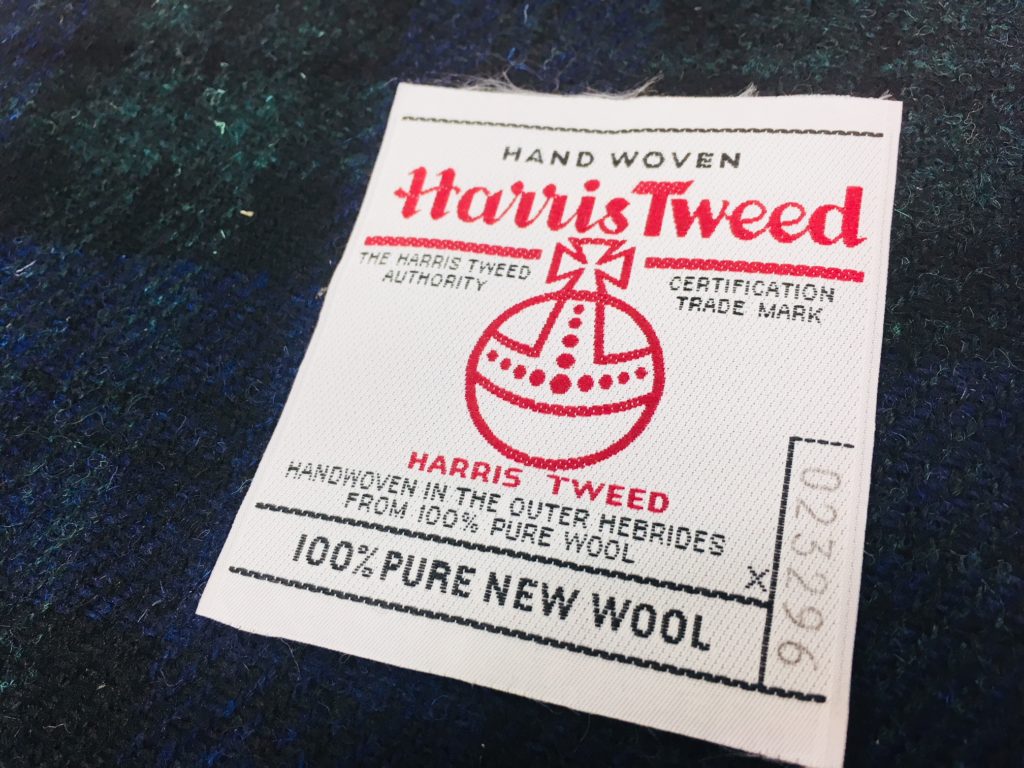 HAND WOVEN
Harris Tweed
THE HARRIS TWEED
AUTHORITY
CERTIFICATION
TRADE MARK
HARRIS TWEED
HANDWOVEN IN THE OUTER HEBRIDES
FROM 100% PURE WOOL
100% PURE NEW WOOL
X
023296